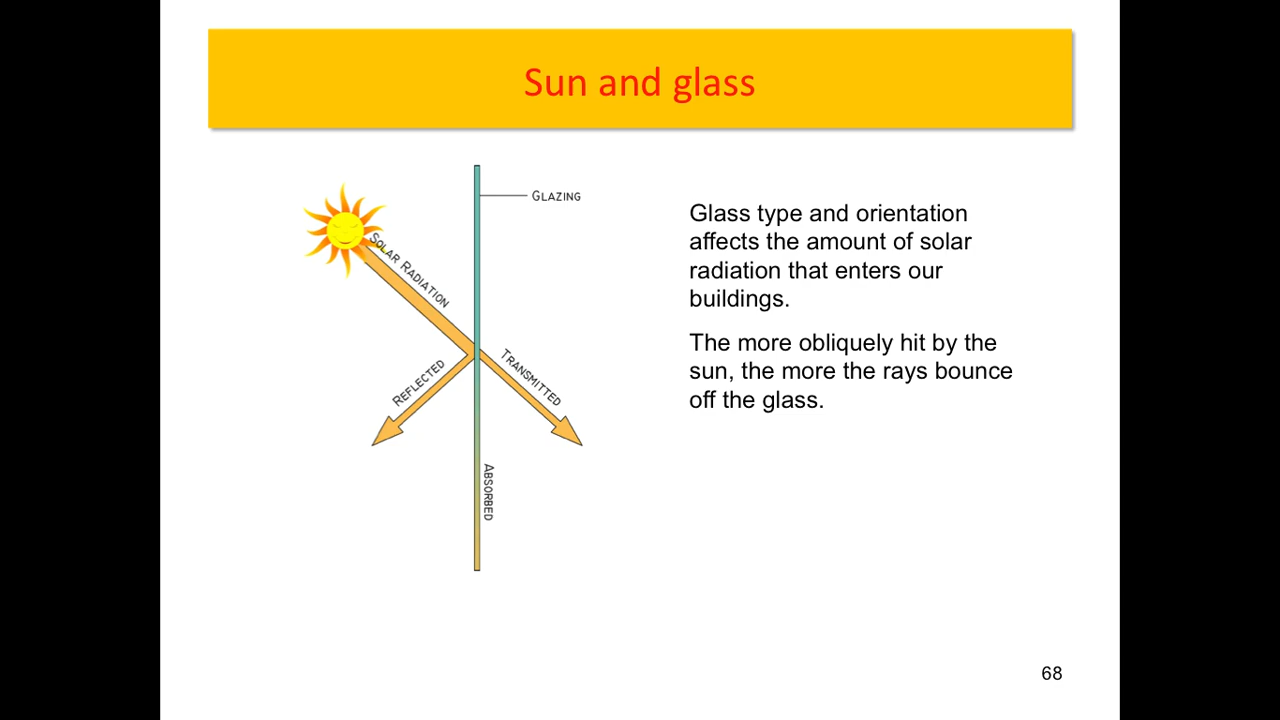 Sun and glass
GLAZING
SOLAR RADIATION
REFLECTED
TRANSMITTED
ABSORBED
Glass type and orientation
affects the amount of solar
radiation that enters our
buildings.
The more obliquely hit by the
sun, the more the rays bounce
off the glass.
68